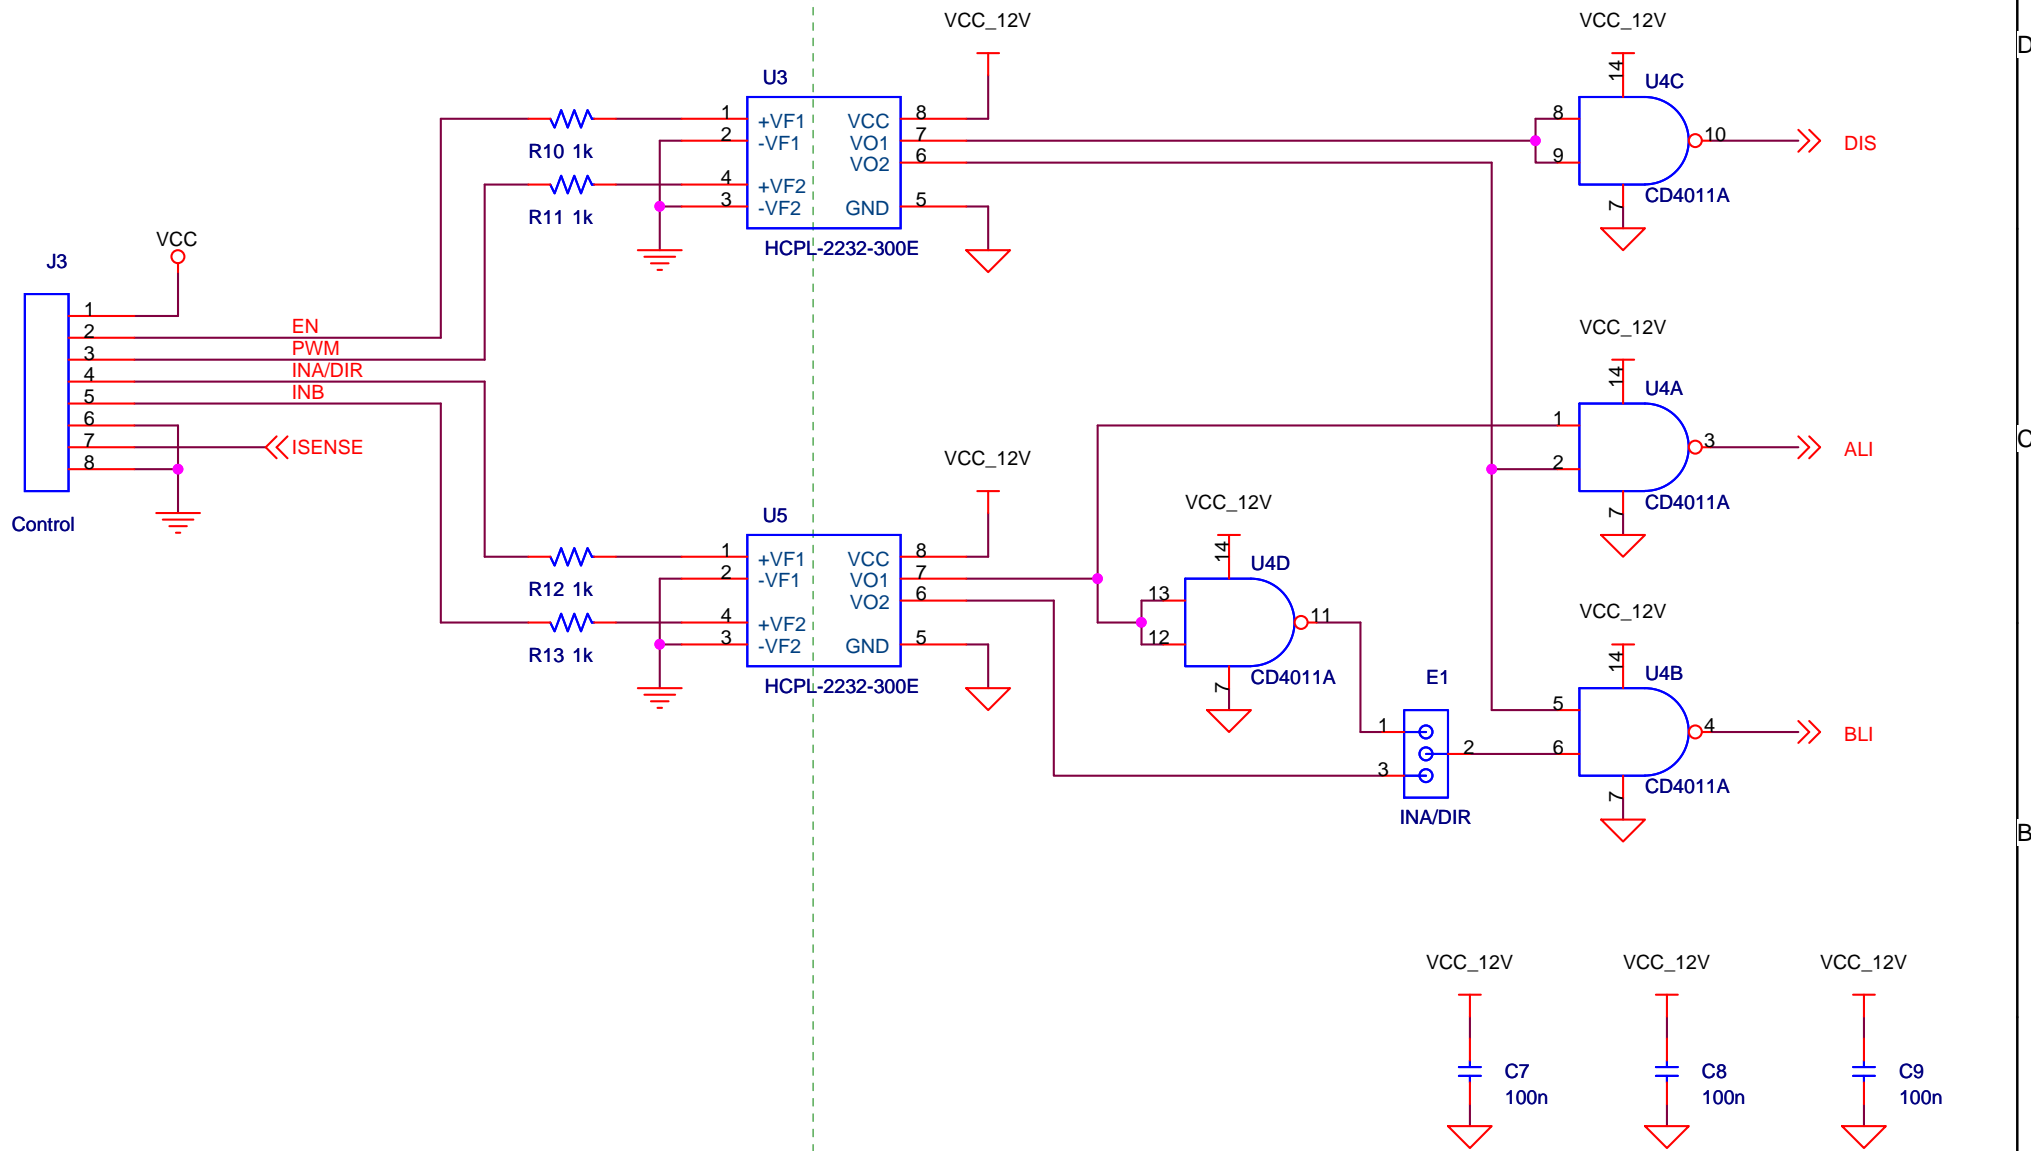 VCC_12V
VCC_12V
D
U3
14
U4C
1
+VF1
VCC
8
8
2
-VF1
VO1
7
10
DIS
R10 1k
VO2
6
9
4
+VF2
3
-VF2
GND
5
7
CD4011A
R11 1k
HCPL-2232-300E
VCC
J3
1
2
EN
3
PWM
4
INA/DIR
5
INB
6
7
ISENSE
8
Control
VCC_12V
14
U4A
1
3
ALI
2
C
7
CD4011A
VCC_12V
VCC_12V
U5
14
U4D
1
+VF1
VCC
8
2
-VF1
VO1
7
R12 1k
VO2
6
13
11
4
+VF2
3
-VF2
GND
5
12
R13 1k
7
CD4011A
HCPL-2232-300E
E1
1
2
3
INA/DIR
VCC_12V
14
U4B
5
4
BLI
6
7
CD4011A
B
VCC_12V
VCC_12V
VCC_12V
C7
100n
C8
100n
C9
100n